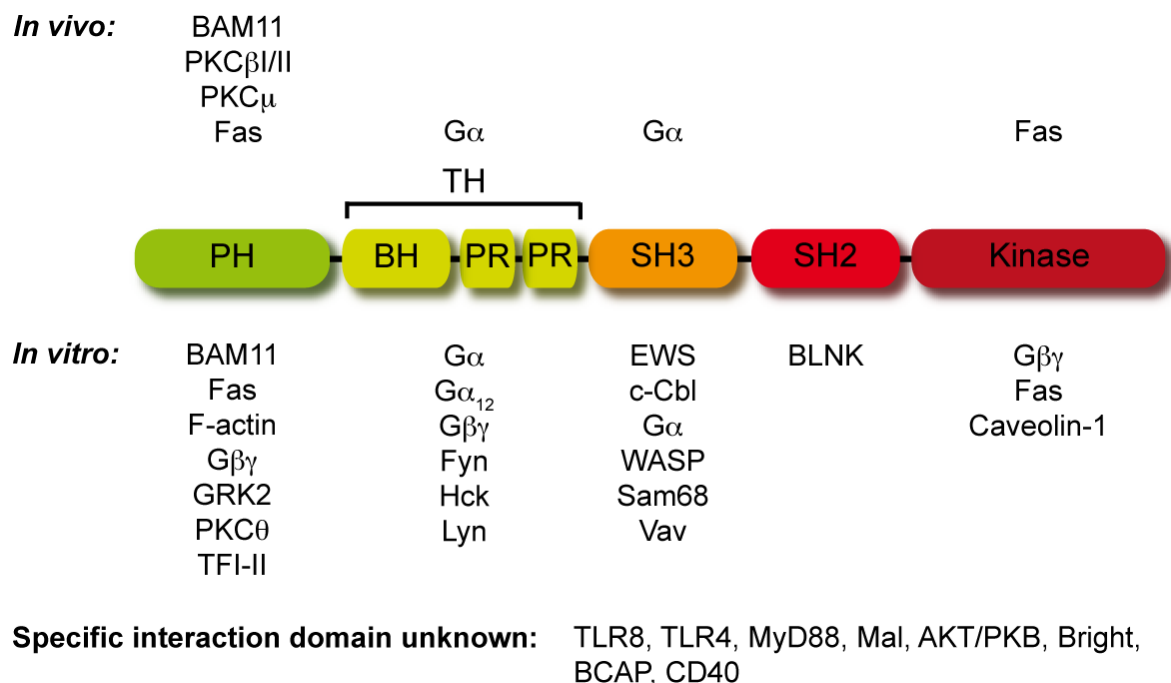 In vivo: BAM11
PKCβI/II
PKCμ
Fas Gα Gα Fas
TH
PH BH PR PR SH3 SH2 Kinase
In vitro: BAM11 Gα EWS BLNK Gβγ
Fas Gα12 c-Cbl Fas
F-actin Gβγ Gα Caveolin-1
Gβγ Fyn WASP
GRK2 Hck Sam68
PKCθ Lyn Vav
TFI-II
Specific interaction domain unknown: TLR8, TLR4, MyD88, Mal, AKT/PKB, Bright,
BCAP, CD40